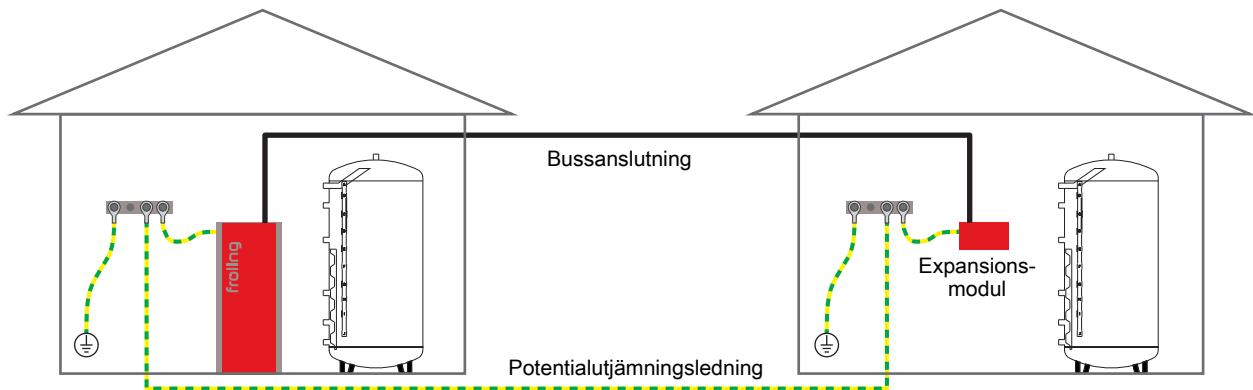 Bussanslutning
froling
Expansions-
modul
Potentialutjämningsledning